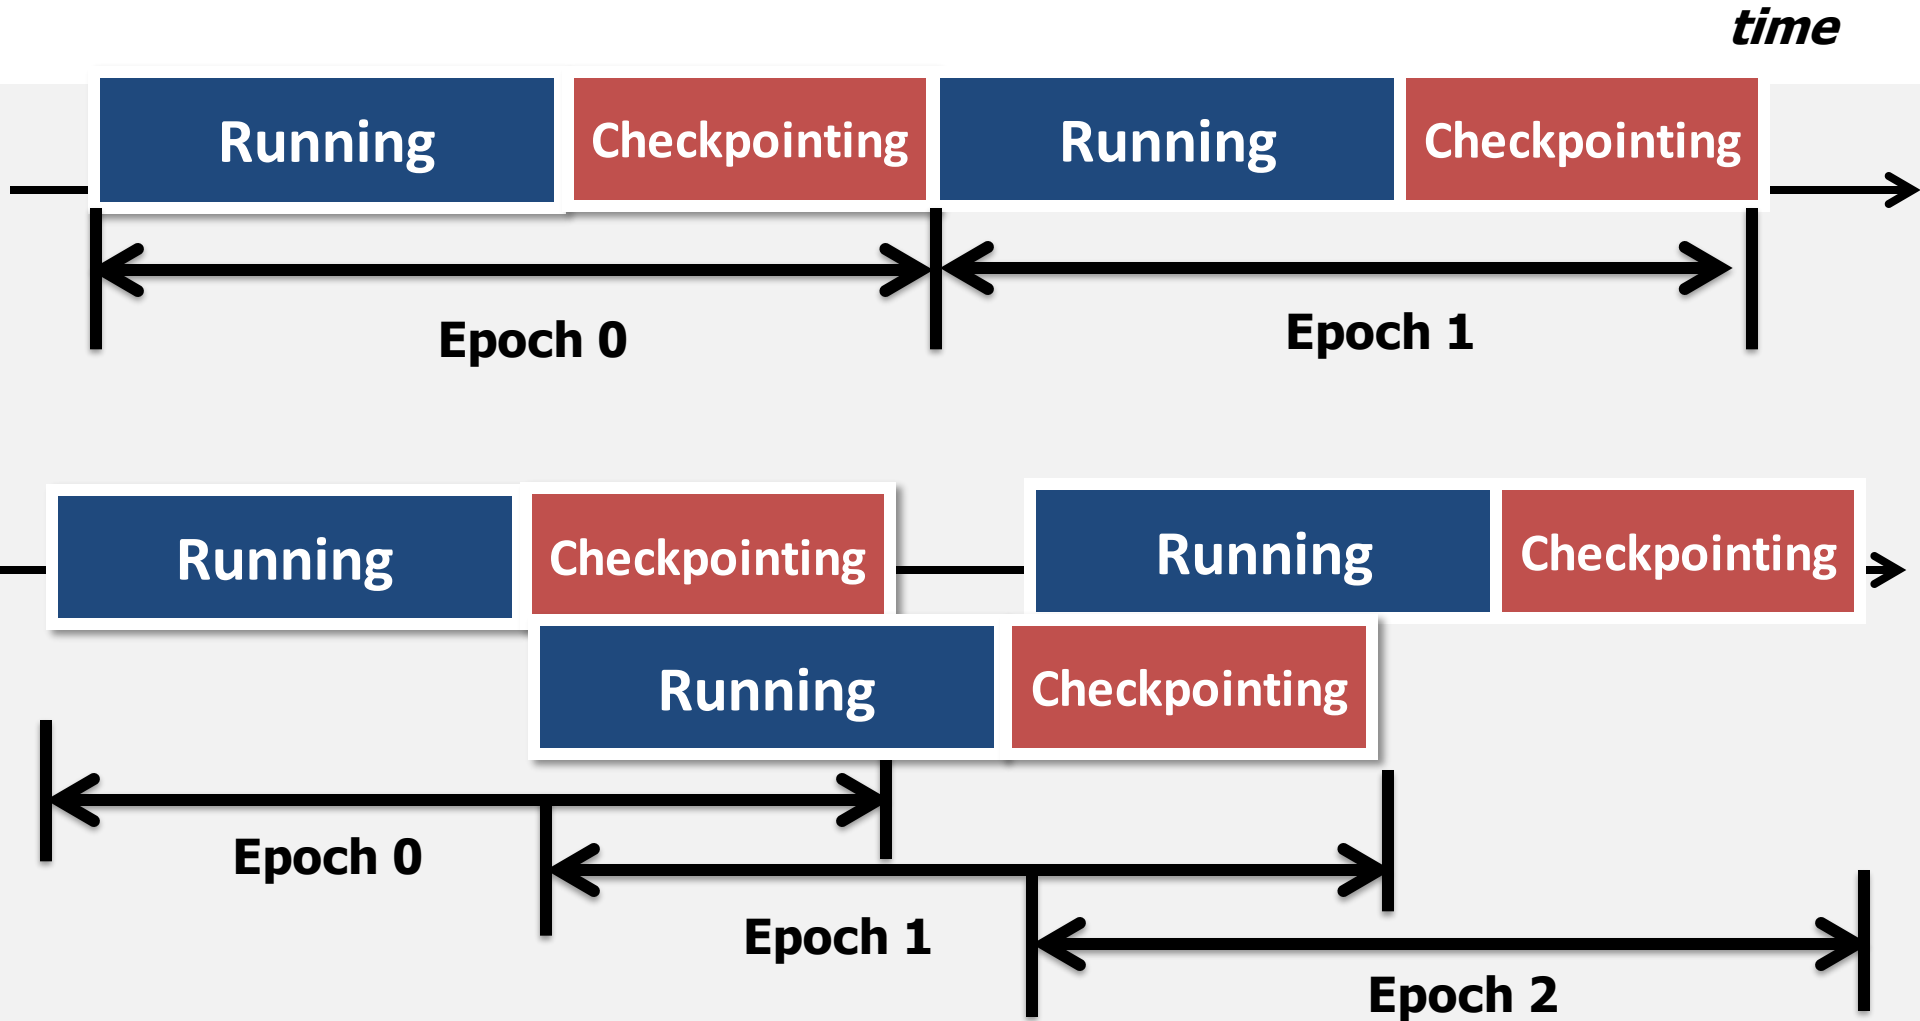 time
Running Checkpointing Running Checkpointing
Epoch 0 Epoch 1
Running Checkpointing Running Checkpointing
Running Checkpointing
Epoch 0
Epoch 1
Epoch 2